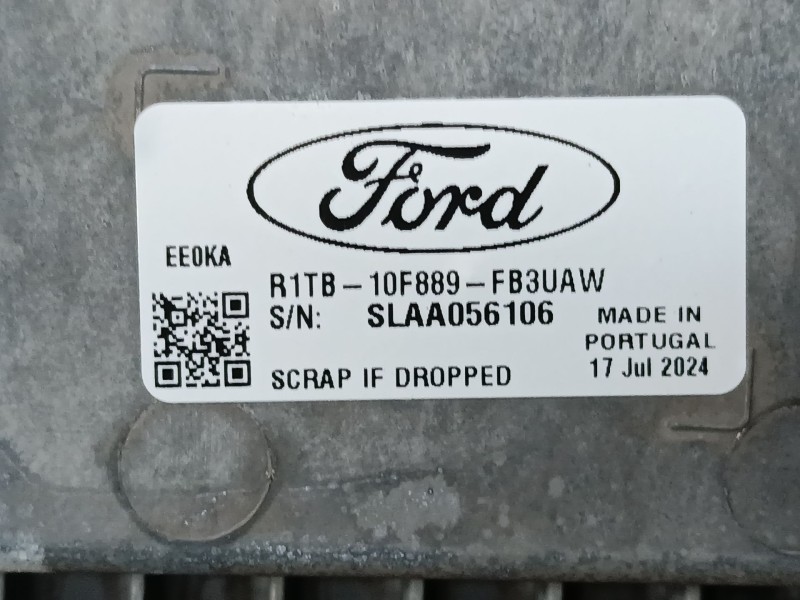 Ford
EE0KA
R1TB-10F889-FB3UAW
S/N: SLAA056106
MADE IN
PORTUGAL
17 Jul 2024
SCRAP IF DROPPED